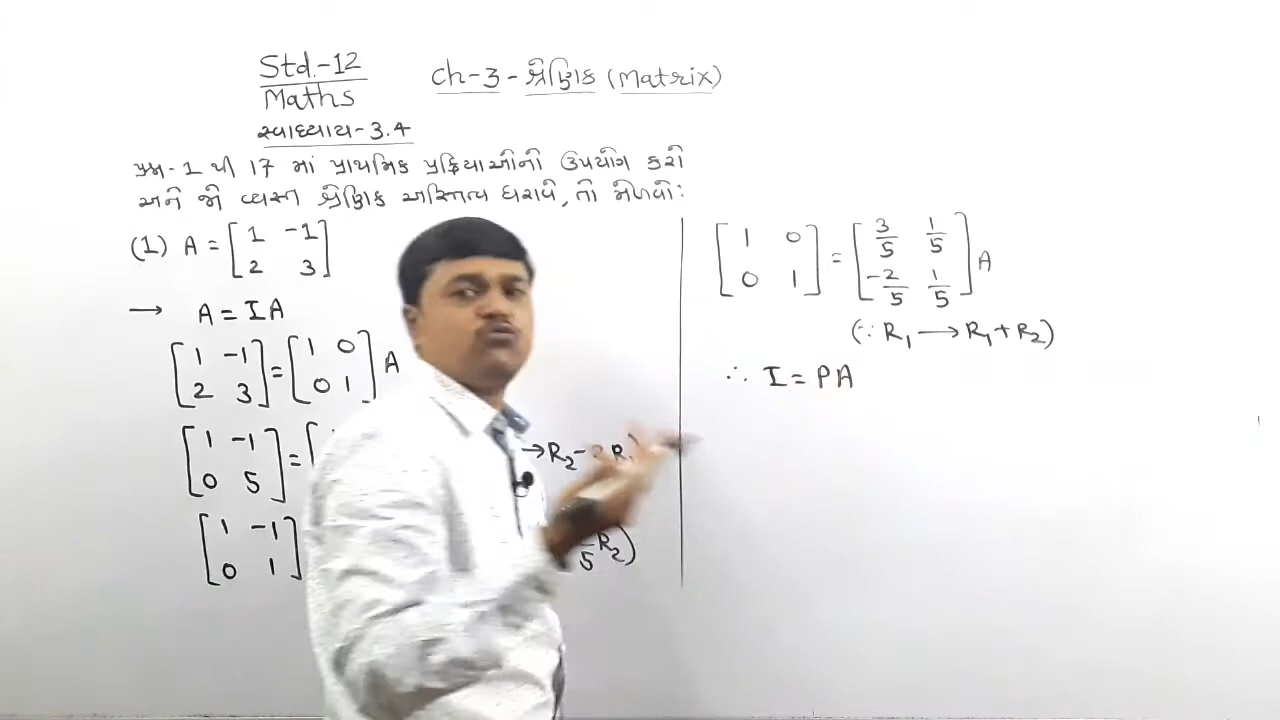 Std.-12
Maths
Ch-3 - શ્રેણિક (Matrix)
સ્વાધ્યાય-3.4
પ્રશ્ન-1 થી 17 માં પ્રાથમિક પ્રક્રિયાઓનો ઉપયોગ કરો
અને જો વ્યસ્ત શ્રેણિક અસ્તિત્વ ધરાવે, તો મેળવો:
(1) A = [1 -1
2 3]
→ A = IA
[1 -1
2 3] = [1 0
0 1] A
[1 -1
0 5] = [
→ R₂ -
[1 -1
0 1]
5 R₂)
[1 0
0 1] = [3/5 1/5
-2/5 1/5] A
(∵ R₁ → R₁ + R₂)
∴ I = PA